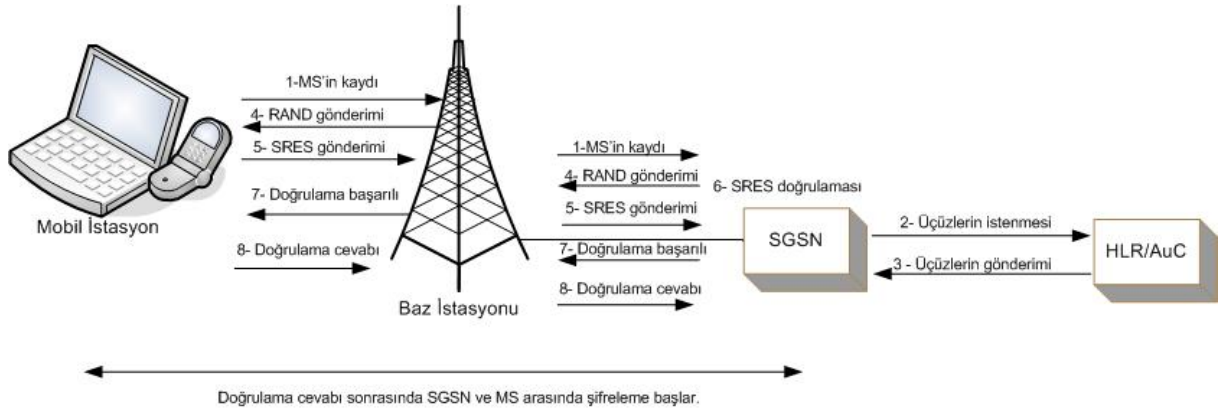 1-MS'in kaydı
4- RAND gönderimi
5- SRES gönderimi
7- Doğrulama başarılı
8- Doğrulama cevabı
Mobil İstasyon
Baz İstasyonu
1-MS'in kaydı
4- RAND gönderimi
5- SRES gönderimi
7- Doğrulama başarılı
8- Doğrulama cevabı
6- SRES doğrulaması
SGSN
2- Üçüzlerin istenmesi
3 - Üçüzlerin gönderimi
HLR/AuC
Doğrulama cevabı sonrasında SGSN ve MS arasında şifreleme başlar.